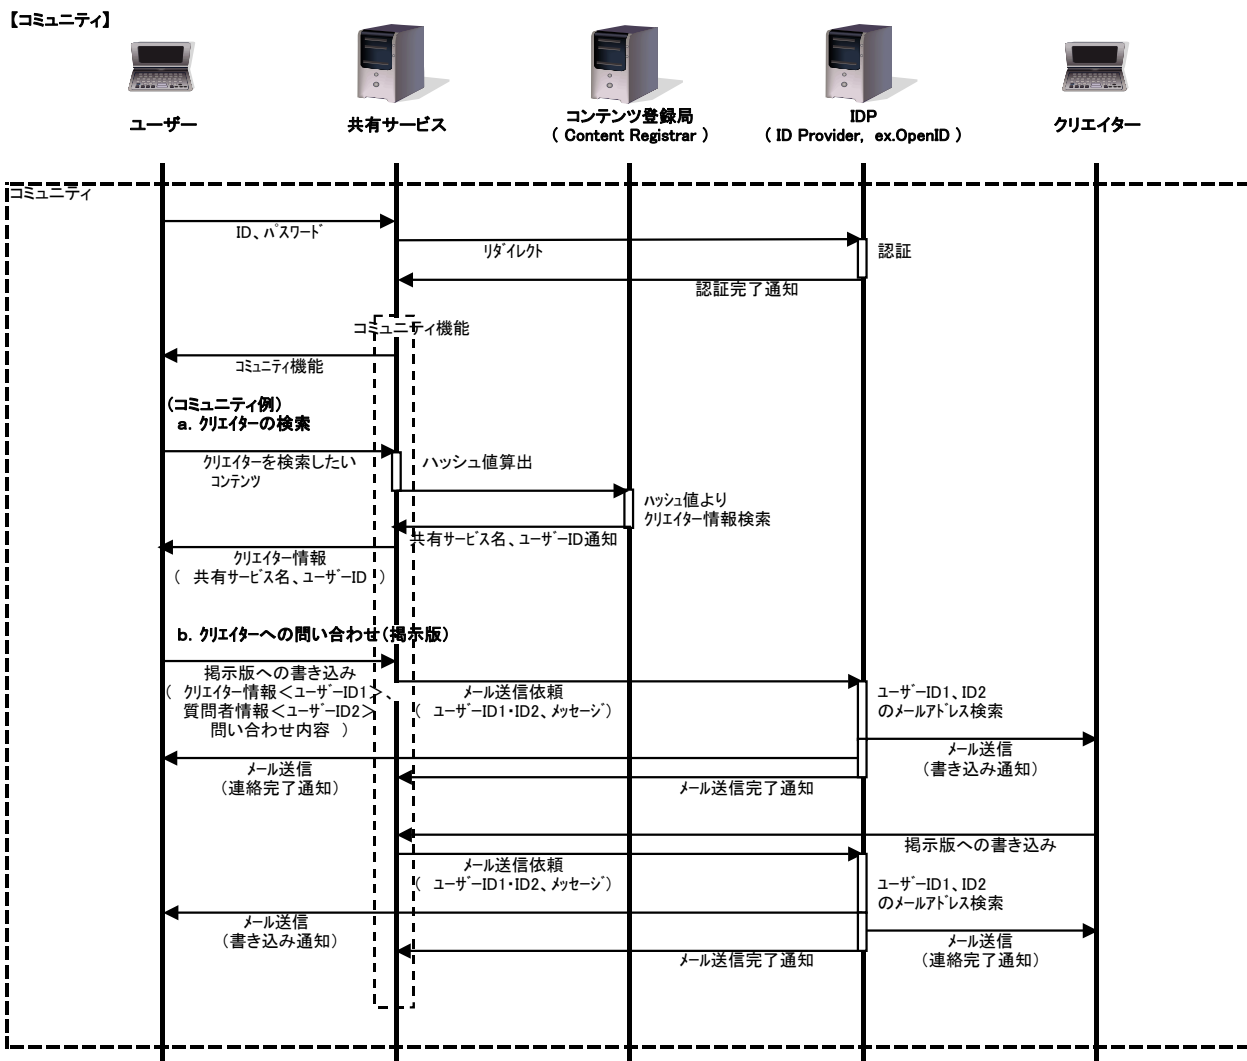 【コミュニティ】
ユーザー
共有サービス
コンテンツ登録局
( Content Registrar )
IDP
( ID Provider, ex.OpenID )
クリエイター
コミュニティ
ID、パスワード
リダイレクト
認証
認証完了通知
コミュニティ機能
コミュニティ機能
(コミュニティ例)
a. クリエイターの検索
クリエイターを検索したい
コンテンツ
ハッシュ値算出
ハッシュ値より
クリエイター情報検索
共有サービス名、ユーザーID通知
クリエイター情報
( 共有サービス名、ユーザーID )
b. クリエイターへの問い合わせ(掲示版)
掲示版への書き込み
( クリエイター情報<ユーザーID1>、
質問者情報<ユーザーID2>
問い合わせ内容 )
メール送信依頼
( ユーザーID1・ID2、メッセージ)
ユーザーID1、ID2
のメールアドレス検索
メール送信
(書き込み通知)
メール送信
(連絡完了通知)
メール送信完了通知
掲示版への書き込み
メール送信依頼
( ユーザーID1・ID2、メッセージ)
ユーザーID1、ID2
のメールアドレス検索
メール送信
(書き込み通知)
メール送信
(連絡完了通知)
メール送信完了通知